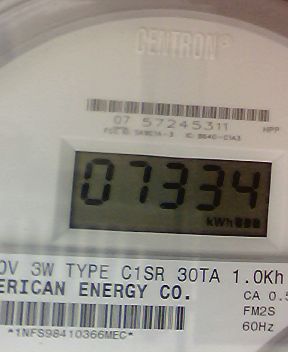 CENTRON®
07 57245311 HPP
07334
kWh
0V 3W TYPE C1SR 30TA 1.0Kh
ERICAN ENERGY CO. CA 0.5
FM2S
60Hz
*1NFS98410366MEC*